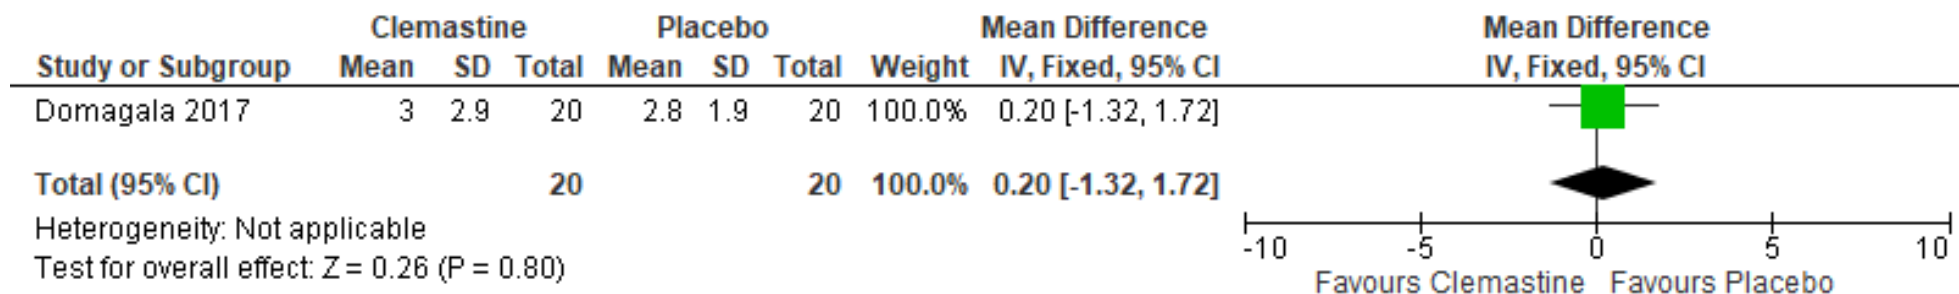 Clemastine Placebo Mean Difference Mean Difference
Study or Subgroup Mean SD Total Mean SD Total Weight IV, Fixed, 95% CI IV, Fixed, 95% CI
Domagala 2017 3 2.9 20 2.8 1.9 20 100.0% 0.20 [-1.32, 1.72]
Total (95% CI) 20 20 100.0% 0.20 [-1.32, 1.72]
Heterogeneity: Not applicable
Test for overall effect: Z = 0.26 (P = 0.80)
-10 -5 0 5 10
Favours Clemastine Favours Placebo